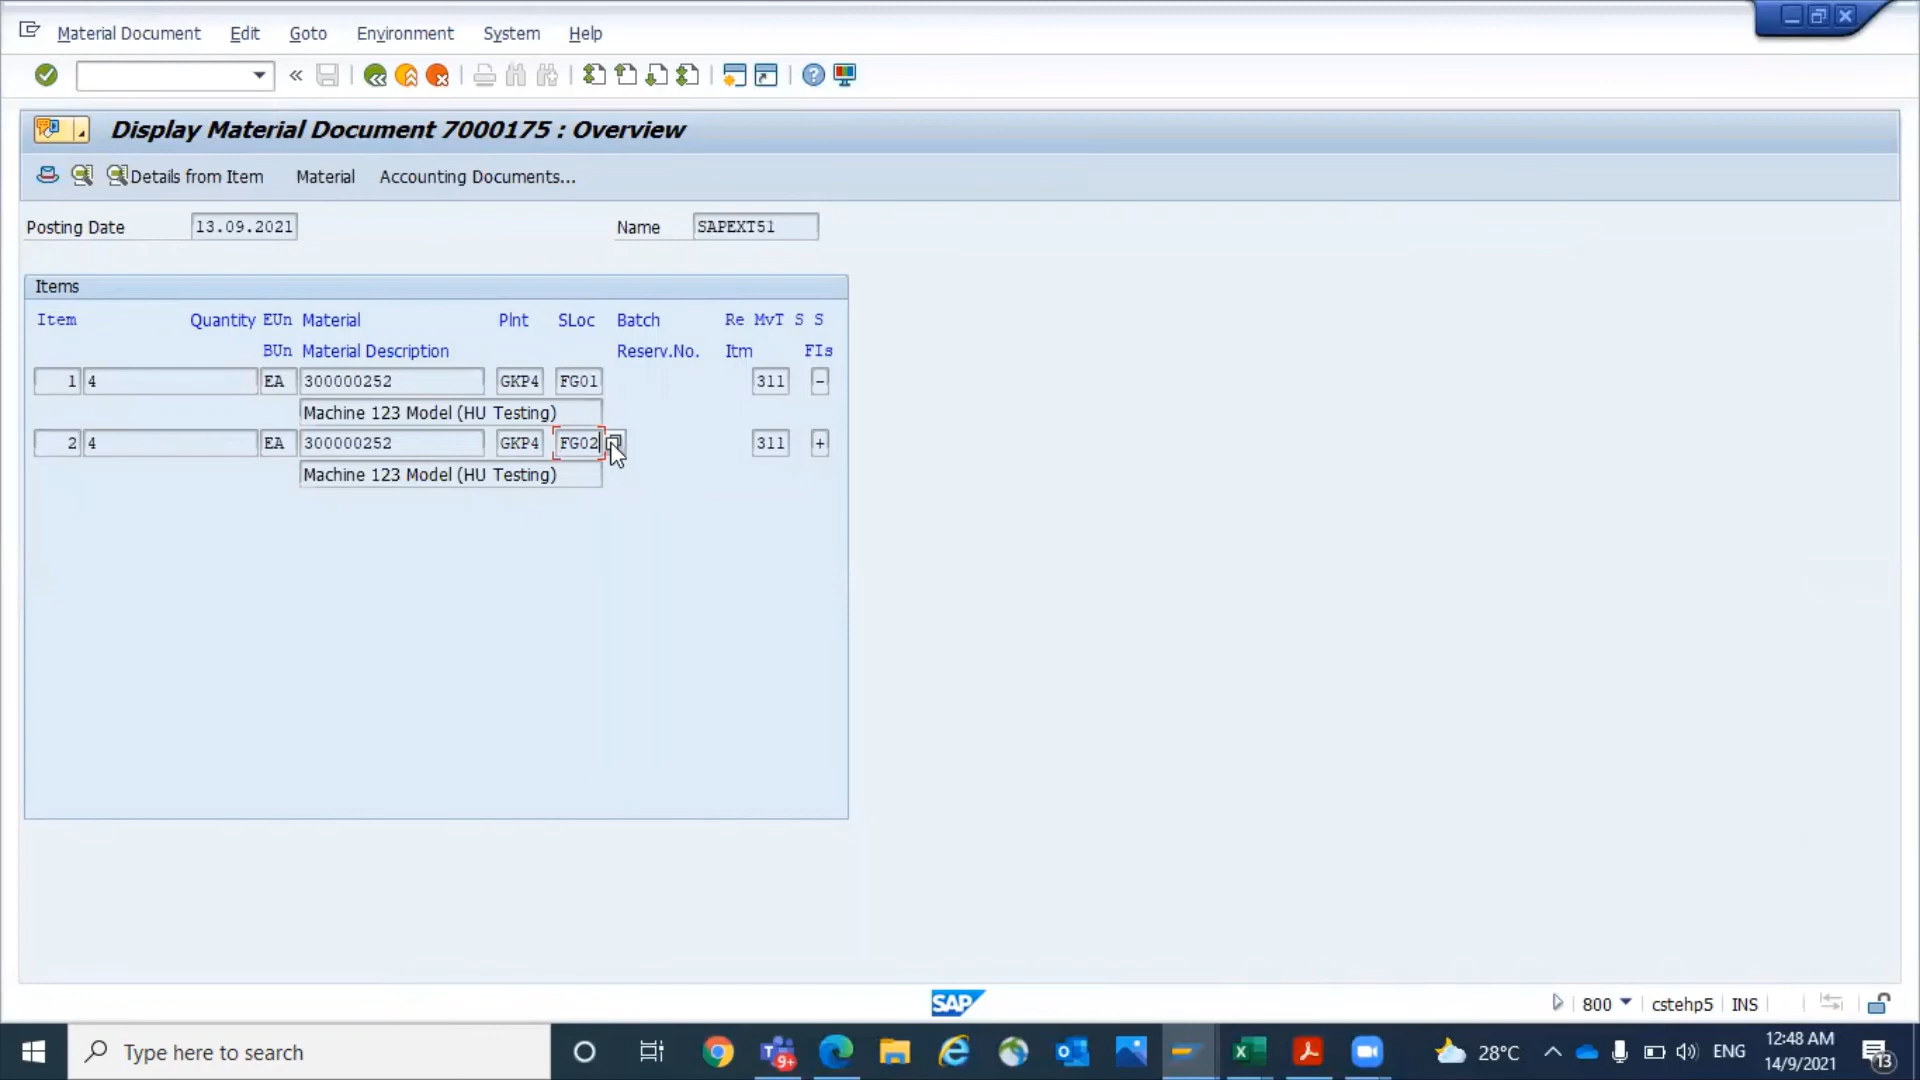 Material Document Edit Goto Environment System Help
Display Material Document 7000175 : Overview
Details from Item Material Accounting Documents...
Posting Date 13.09.2021 Name SAPEXT51
Items
Item Quantity EUn Material Plnt SLoc Batch Re MvT S S
BUn Material Description Reserv.No. Itm FIs
1 4 EA 300000252 GKP4 FG01 311 -
Machine 123 Model (HU Testing)
2 4 EA 300000252 GKP4 FG02 311 +
Machine 123 Model (HU Testing)
SAP 800 cstehp5 INS
Type here to search 9+ 28°C ENG 12:48 AM
14/9/2021 13